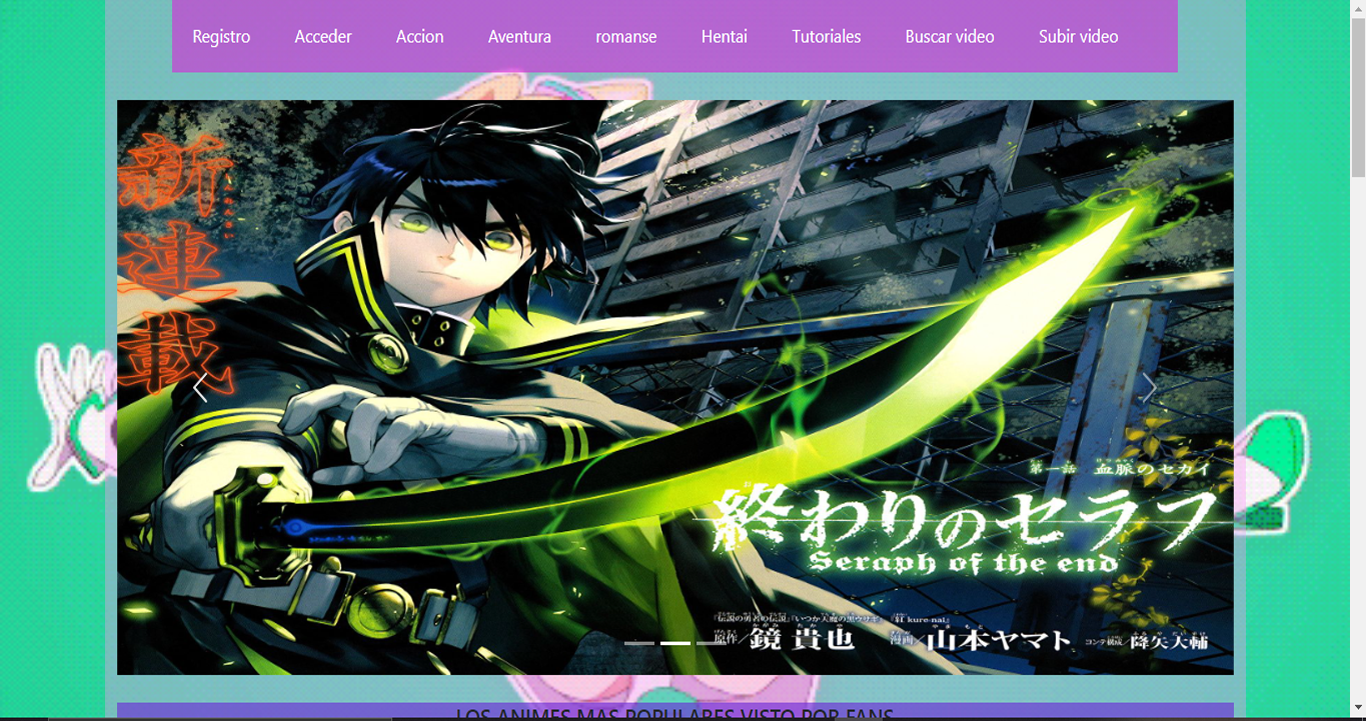 Registro Acceder Accion Aventura romanse Hentai Tutoriales Buscar video Subir video
新連載
第一話 血脈のセカイ
終わりのセラフ
Seraph of the end
『伝説の勇者の伝説』『いつか天魔の黒ウサギ』 『紅 kure-nai』
原作／鏡 貴也 漫画／山本ヤマト コンテ構成／降矢大輔
LOS ANIMES MAS POPULARES VISTO POR FANS